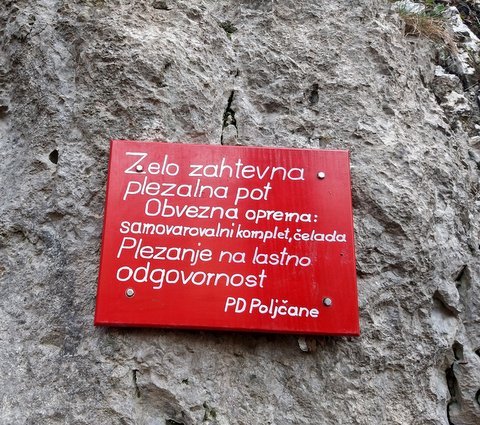 Zelo zahtevna
plezalna pot
Obvezna oprema:
samovarovalni komplet, čelada
Plezanje na lastno
odgovornost
PD Poljčane